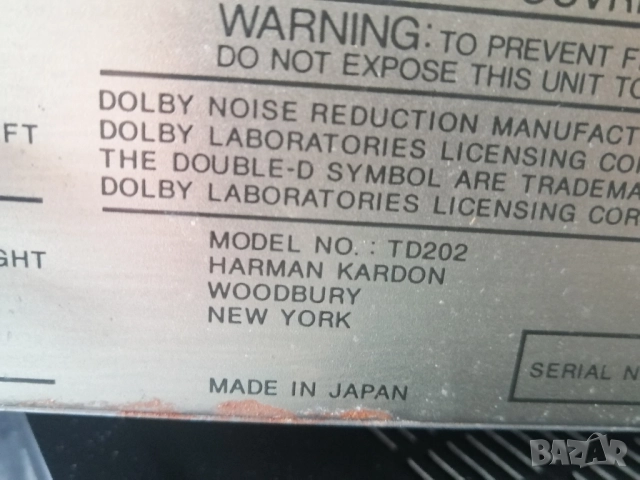 WARNING: TO PREVENT
DO NOT EXPOSE THIS UNIT TO
DOLBY NOISE REDUCTION MANUFACT
DOLBY LABORATORIES LICENSING COR
THE DOUBLE-D SYMBOL ARE TRADEMA
DOLBY LABORATORIES LICENSING COR
FT
GHT
MODEL NO. : TD202
HARMAN KARDON
WOODBURY
NEW YORK
MADE IN JAPAN
SERIAL N
BAZAR